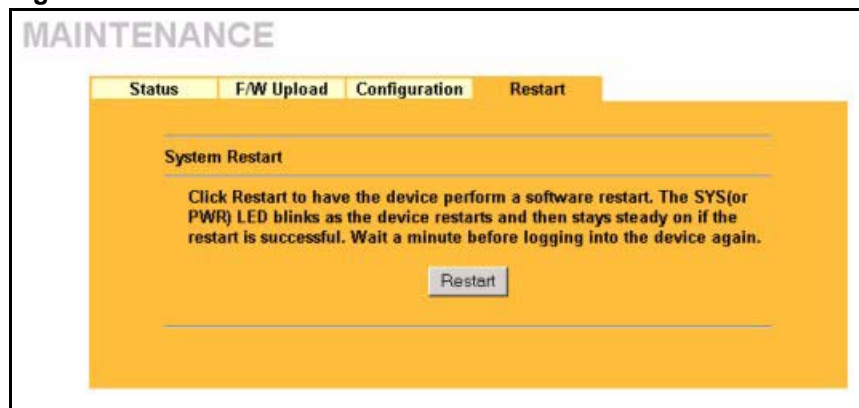 MAINTENANCE
Status F/W Upload Configuration Restart
System Restart
Click Restart to have the device perform a software restart. The SYS(or
PWR) LED blinks as the device restarts and then stays steady on if the
restart is successful. Wait a minute before logging into the device again.
Restart